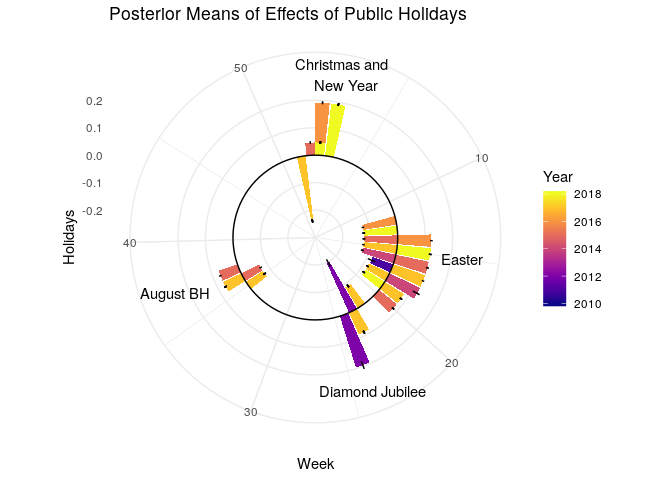 Posterior Means of Effects of Public Holidays
Christmas and
New Year
50
10
0.2
0.1
0.0
-0.1
-0.2
Holidays
40
August BH
Easter
20
Diamond Jubilee
30
Week
Year
2018
2016
2014
2012
2010